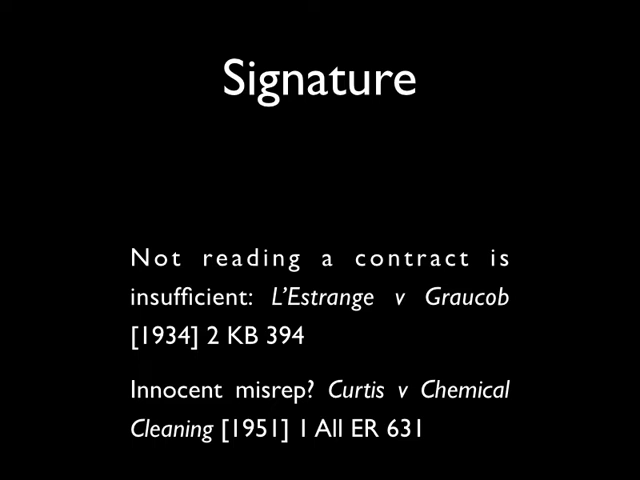 Signature
Not reading a contract is
insufficient: L’Estrange v Graucob
[1934] 2 KB 394
Innocent misrep? Curtis v Chemical
Cleaning [1951] 1 All ER 631